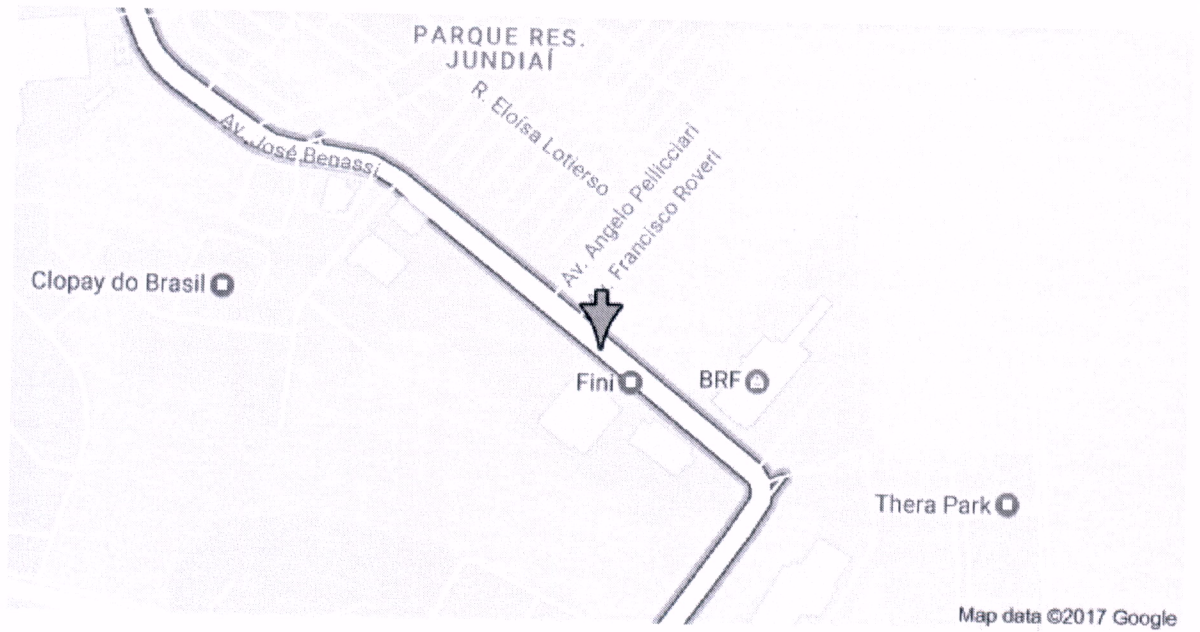 PARQUE RES.
JUNDIAÍ
R. Eloísa Lotierso
Av. José Benassi
Av. Angelo Pellicciari
Francisco Roveri
Clopay do Brasil
Fini
BRF
Thera Park
Map data ©2017 Google